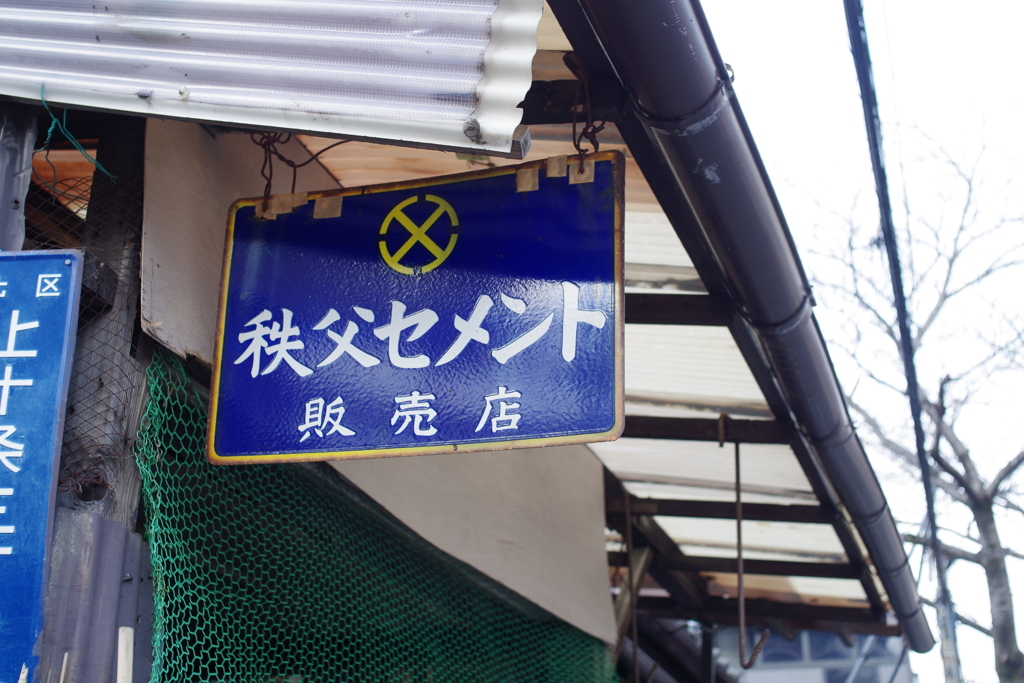 秩父セメント
販売店
区
上十条三